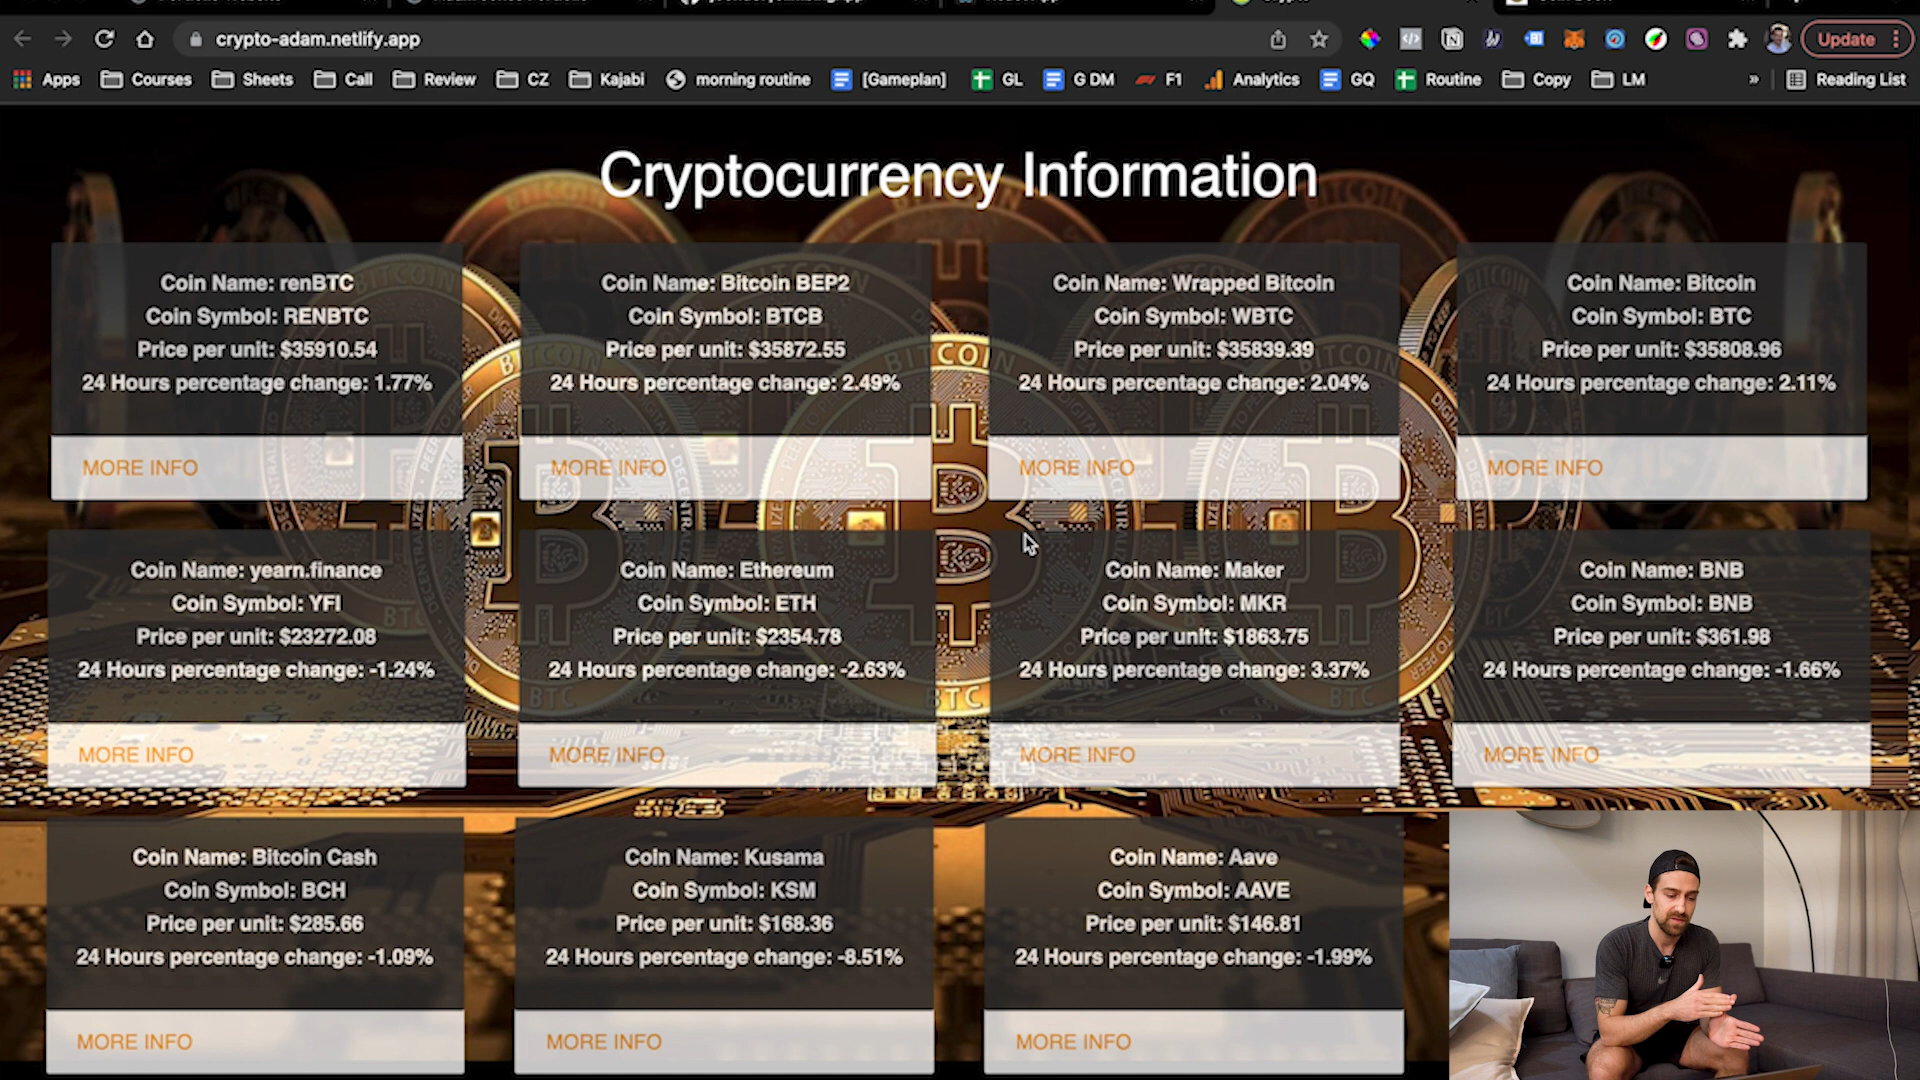 crypto-adam.netlify.app
Update
Apps Courses Sheets Call Review CZ Kajabi morning routine [Gameplan] GL G DM F1 Analytics GQ Routine Copy LM » Reading List
Cryptocurrency Information
Coin Name: renBTC
Coin Symbol: RENBTC
Price per unit: $35910.54
24 Hours percentage change: 1.77%
MORE INFO
Coin Name: Bitcoin BEP2
Coin Symbol: BTCB
Price per unit: $35872.55
24 Hours percentage change: 2.49%
MORE INFO
Coin Name: Wrapped Bitcoin
Coin Symbol: WBTC
Price per unit: $35839.39
24 Hours percentage change: 2.04%
MORE INFO
Coin Name: Bitcoin
Coin Symbol: BTC
Price per unit: $35808.96
24 Hours percentage change: 2.11%
MORE INFO
Coin Name: yearn.finance
Coin Symbol: YFI
Price per unit: $23272.08
24 Hours percentage change: -1.24%
MORE INFO
Coin Name: Ethereum
Coin Symbol: ETH
Price per unit: $2354.78
24 Hours percentage change: -2.63%
MORE INFO
Coin Name: Maker
Coin Symbol: MKR
Price per unit: $1863.75
24 Hours percentage change: 3.37%
MORE INFO
Coin Name: BNB
Coin Symbol: BNB
Price per unit: $361.98
24 Hours percentage change: -1.66%
MORE INFO
Coin Name: Bitcoin Cash
Coin Symbol: BCH
Price per unit: $285.66
24 Hours percentage change: -1.09%
MORE INFO
Coin Name: Kusama
Coin Symbol: KSM
Price per unit: $168.36
24 Hours percentage change: -8.51%
MORE INFO
Coin Name: Aave
Coin Symbol: AAVE
Price per unit: $146.81
24 Hours percentage change: -1.99%
MORE INFO